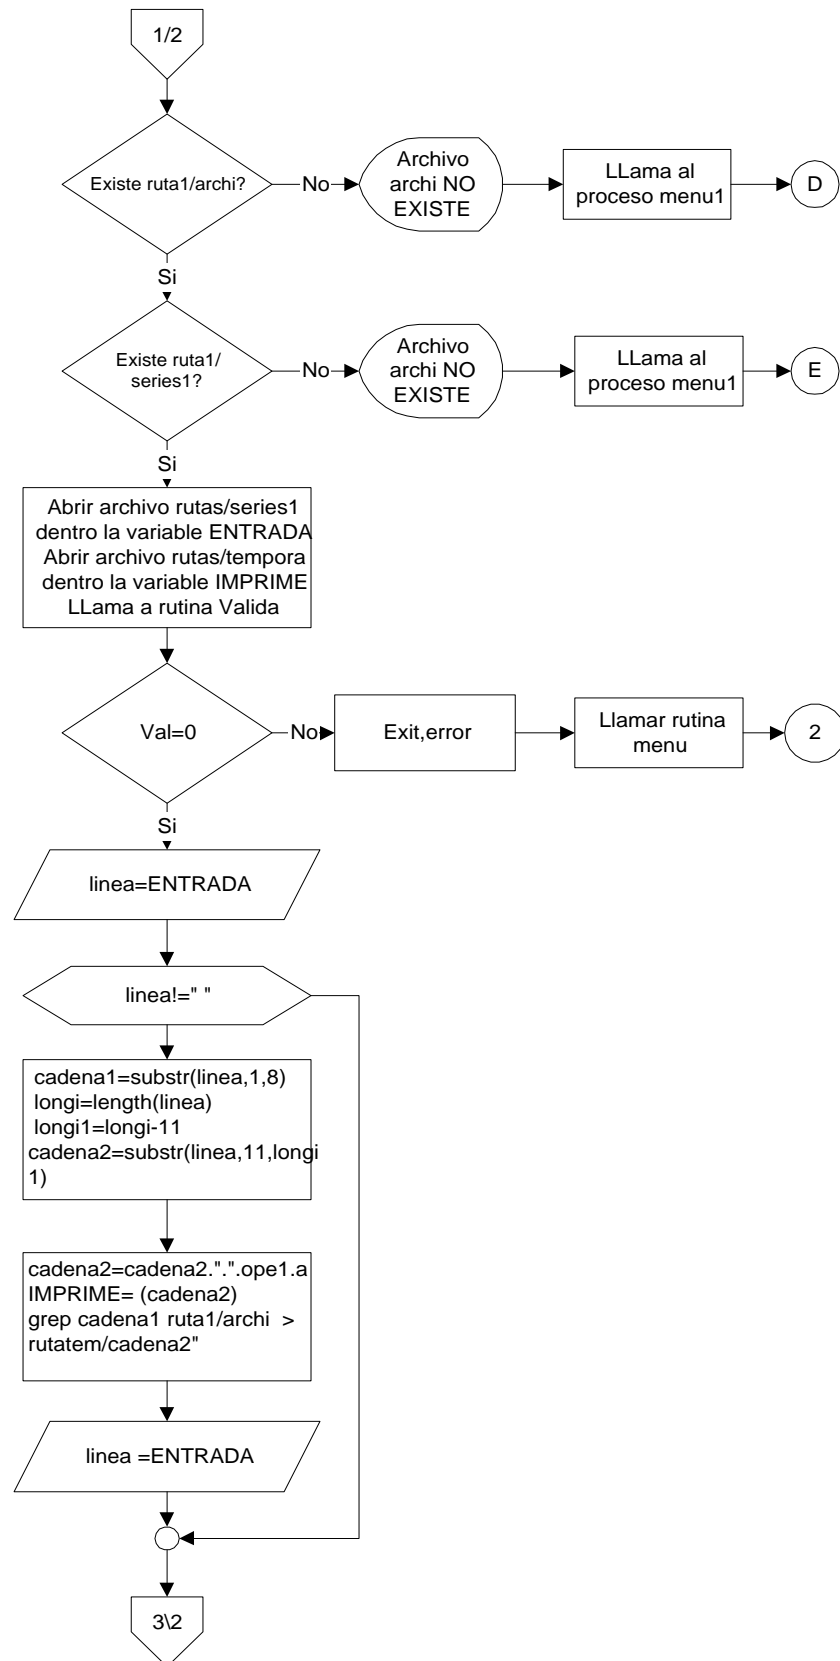 1/2
Existe ruta1/archi?
No
Archivo
archi NO
EXISTE
LLama al
proceso menu1
D
Si
Existe ruta1/
series1?
No
Archivo
archi NO
EXISTE
LLama al
proceso menu1
E
Si
Abrir archivo rutas/series1
dentro la variable ENTRADA
Abrir archivo rutas/tempora
dentro la variable IMPRIME
LLama a rutina Valida
Val=0
No
Exit,error
Llamar rutina
menu
2
Si
linea=ENTRADA
linea!=" "
cadena1=substr(linea,1,8)
longi=length(linea)
longi1=longi-11
cadena2=substr(linea,11,longi
1)
cadena2=cadena2.".".ope1.a
IMPRIME= (cadena2)
grep cadena1 ruta1/archi  >
rutatem/cadena2"
linea =ENTRADA
3\2